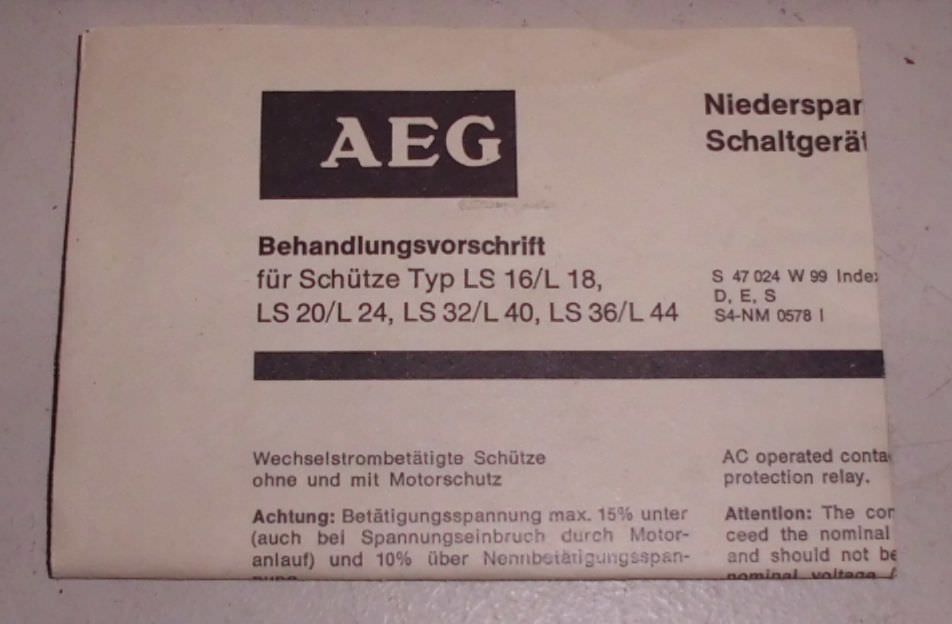 AEG
Niederspan
Schaltgerät
Behandlungsvorschrift
für Schütze Typ LS 16/L 18,
LS 20/L 24, LS 32/L 40, LS 36/L 44
S 47 024 W 99 Index
D, E, S
S4-NM 0578 I
Wechselstrombetätigte Schütze
ohne und mit Motorschutz
Achtung: Betätigungsspannung max. 15% unter
(auch bei Spannungseinbruch durch Motor-
anlauf) und 10% über Nennbetätigungsspan-
AC operated conta
protection relay.
Attention: The con
ceed the nominal
and should not be
nominal voltage